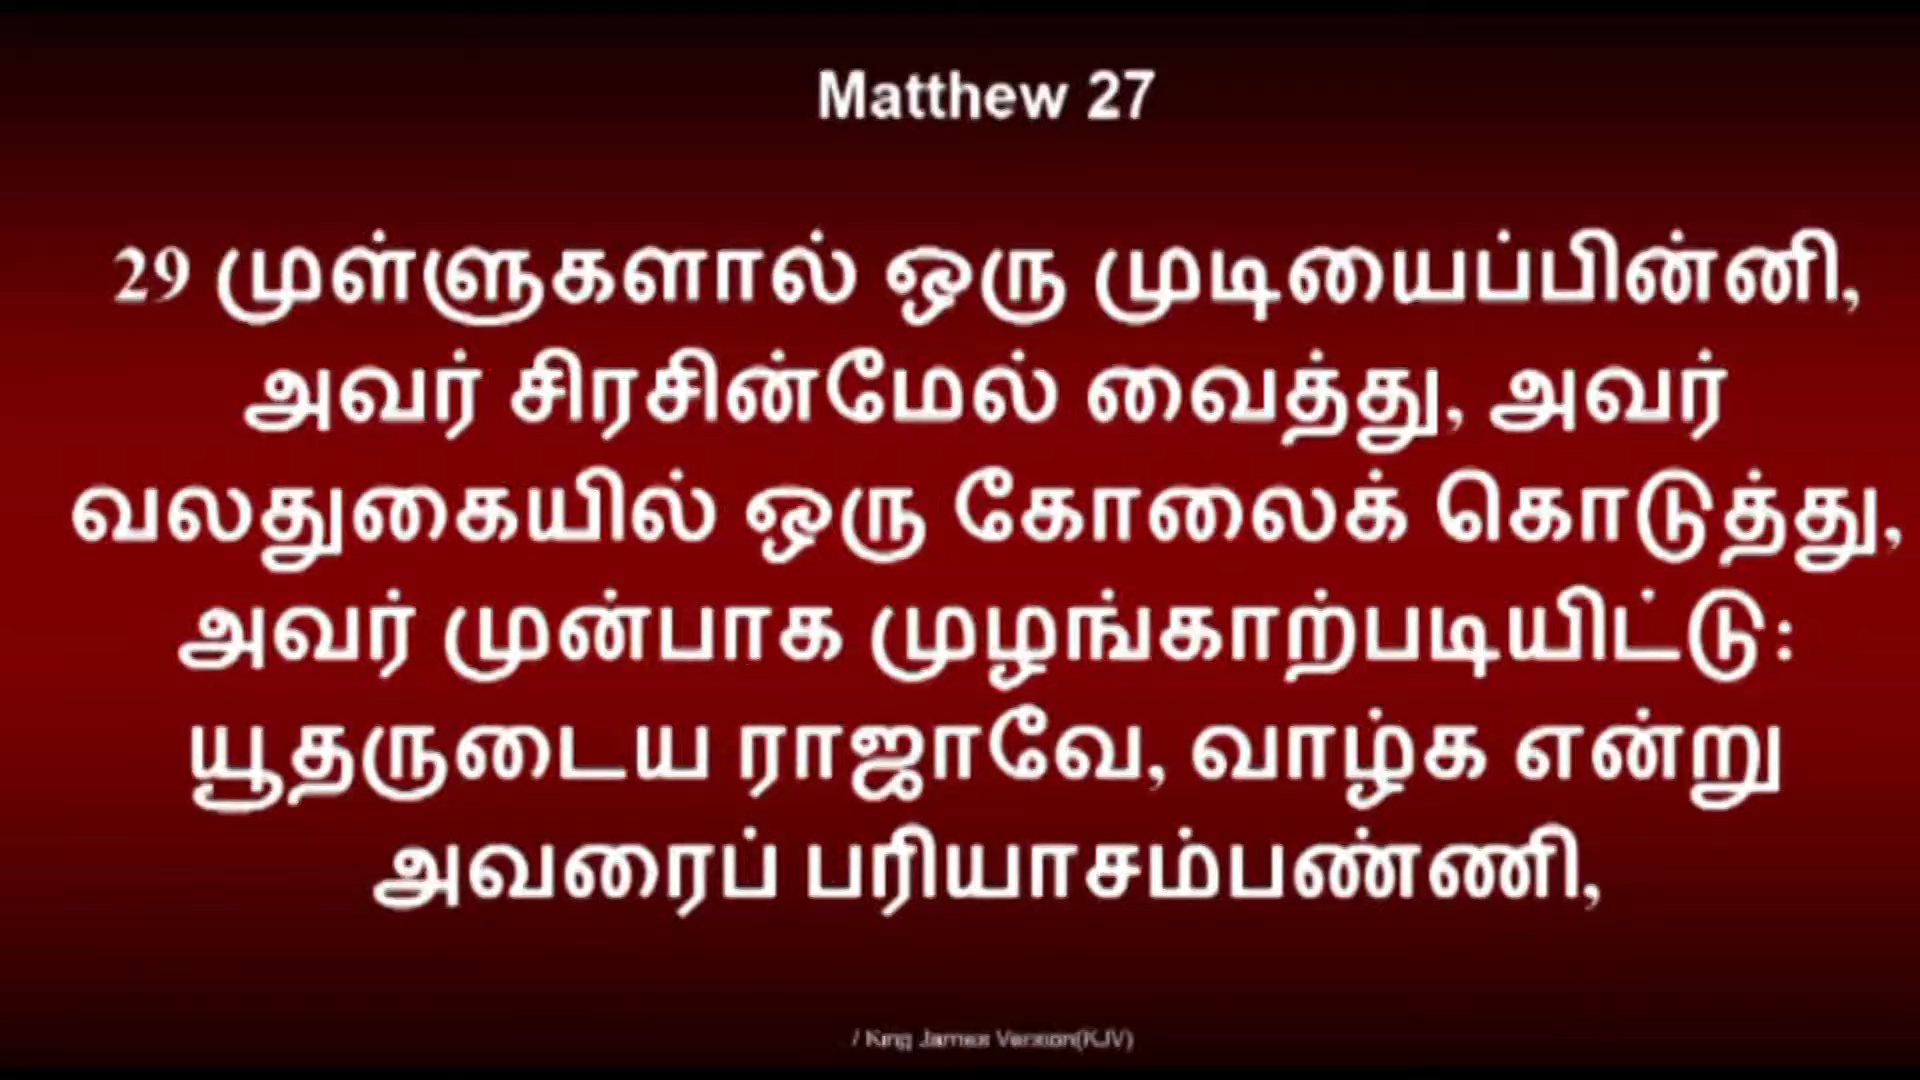 Matthew 27
29 முள்ளுகளால் ஒரு முடியைப்பின்னி,
அவர் சிரசின்மேல் வைத்து, அவர்
வலதுகையில் ஒரு கோலைக் கொடுத்து,
அவர் முன்பாக முழங்காற்படியிட்டு:
யூதருடைய ராஜாவே, வாழ்க என்று
அவரைப் பரியாசம்பண்ணி,
/ King James Version(KJV)